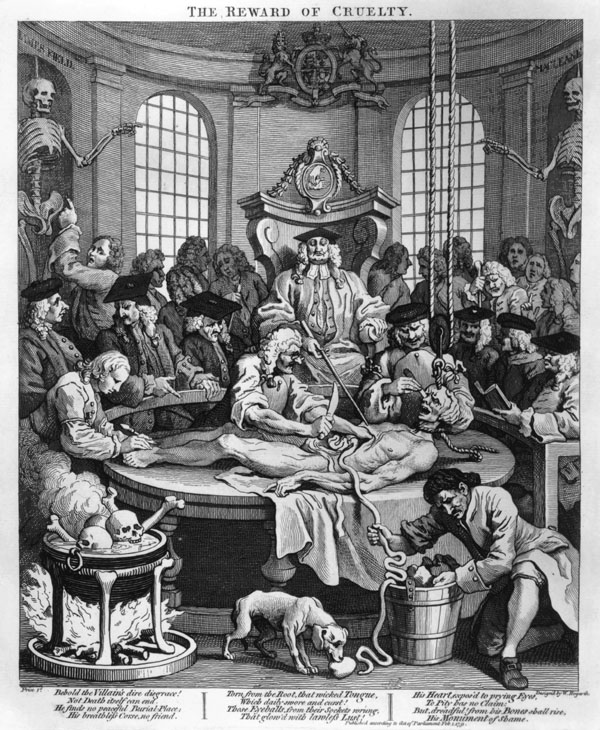 THE REWARD OF CRUELTY.
MACLEANE
Price 1s.
Design'd by W. Hogarth
Behold the Villain's dire disgrace!
Not Death itself can end.
He finds no peaceful Burial-Place;
His breathless Corse, no friend.
Torn from the Root, that wicked Tongue,
Which daily swore and curst!
Those Eyeballs, from their Sockets wrung,
That glow'd with lawless Lust!
His Heart, expos'd to prying Eyes,
To Pity has no Claim:
But, dreadful! from his Bones shall rise,
His Monument of Shame.
Published according to Act of Parliament Feb. 1. 1751.